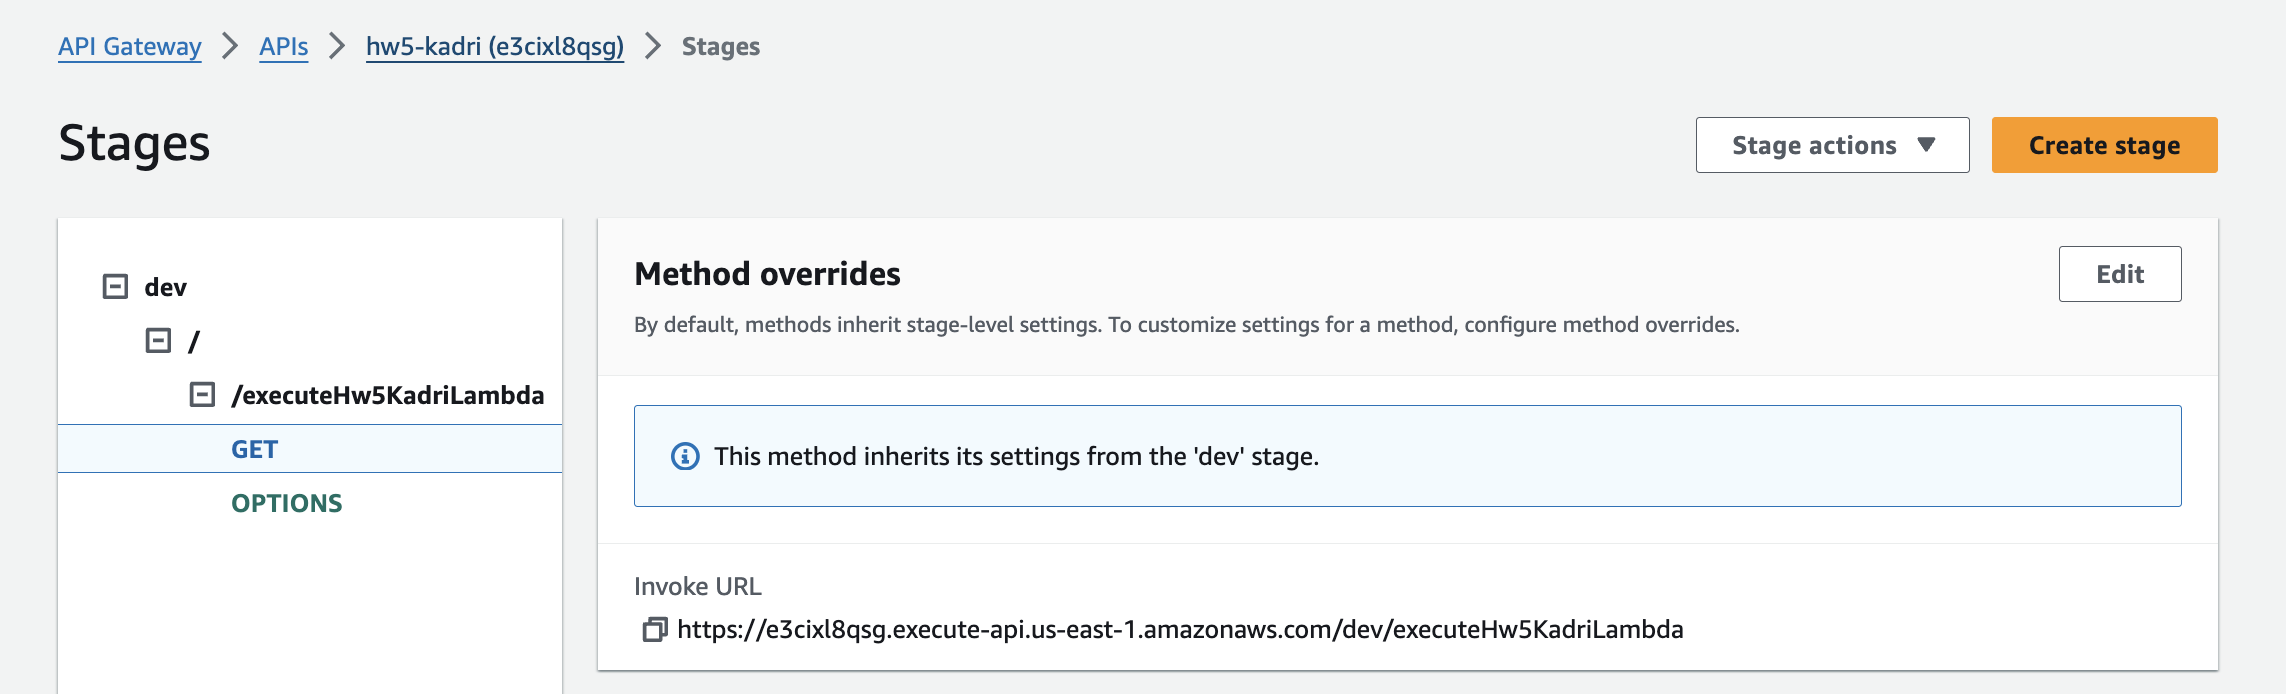 API Gateway > APIs > hw5-kadri (e3cixl8qsg) > Stages
Stages
Stage actions ▼
Create stage
dev
/
/executeHw5KadriLambda
GET
OPTIONS
Method overrides
Edit
By default, methods inherit stage-level settings. To customize settings for a method, configure method overrides.
This method inherits its settings from the 'dev' stage.
Invoke URL
https://e3cixl8qsg.execute-api.us-east-1.amazonaws.com/dev/executeHw5KadriLambda